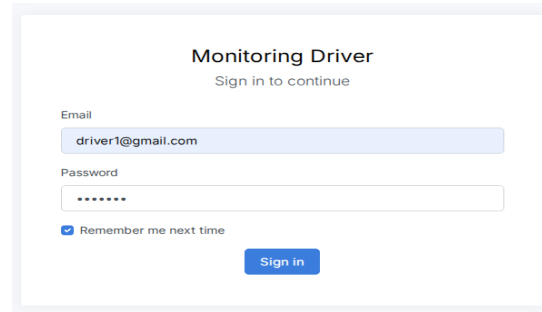 Monitoring Driver
Sign in to continue
Email
driver1@gmail.com
Password
•••••••
Remember me next time
Sign in